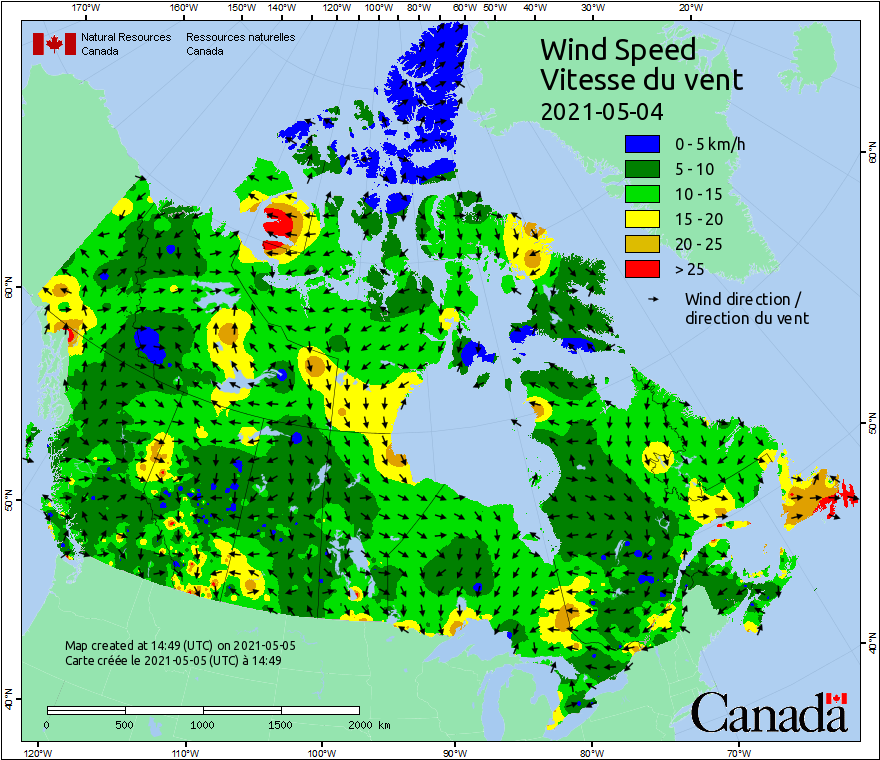 170°W 160°W 150°W 140°W 120°W 100°W 80°W 60°W 50°W 40°W 30°W 20°W
Natural Resources Ressources naturelles
Canada Canada
Wind Speed
Vitesse du vent
2021-05-04
0 - 5 km/h
5 - 10
10 - 15
15 - 20
20 - 25
> 25
Wind direction /
direction du vent
60°N 60°N
50°N 50°N
40°N 40°N
Map created at 14:49 (UTC) on 2021-05-05
Carte créée le 2021-05-05 (UTC) à 14:49
0 500 1000 1500 2000 km
Canada
120°W 110°W 100°W 90°W 80°W 70°W